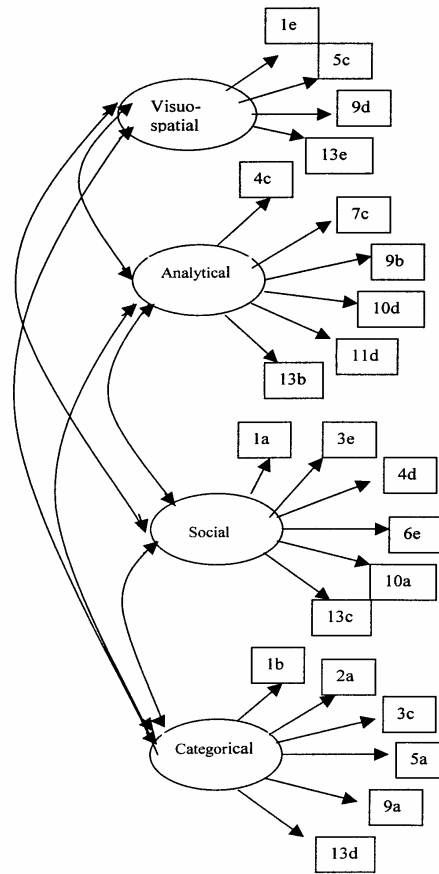 1e
5c
Visuo-
spatial
9d
13e
4c
7c
9b
Analytical
10d
11d
13b
1a
3e
4d
6e
Social
10a
13c
1b
2a
3c
Categorical
5a
9a
13d